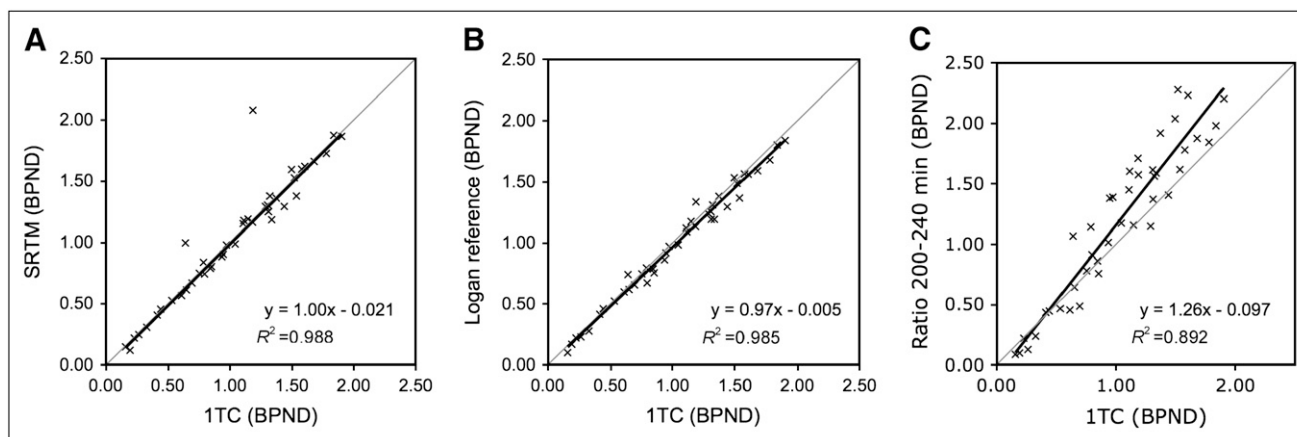 A
2.50
2.00
1.50
1.00
0.50
0.00
SRTM (BPND)
y = 1.00x - 0.021
R² =0.988
0.00 0.50 1.00 1.50 2.00 2.50
1TC (BPND)
B
2.50
2.00
1.50
1.00
0.50
0.00
Logan reference (BPND)
y = 0.97x - 0.005
R² =0.985
0.00 0.50 1.00 1.50 2.00 2.50
1TC (BPND)
C
2.50
2.00
1.50
1.00
0.50
0.00
Ratio 200-240 min (BPND)
y = 1.26x - 0.097
R² =0.892
0.00 1.00 2.00
1TC (BPND)